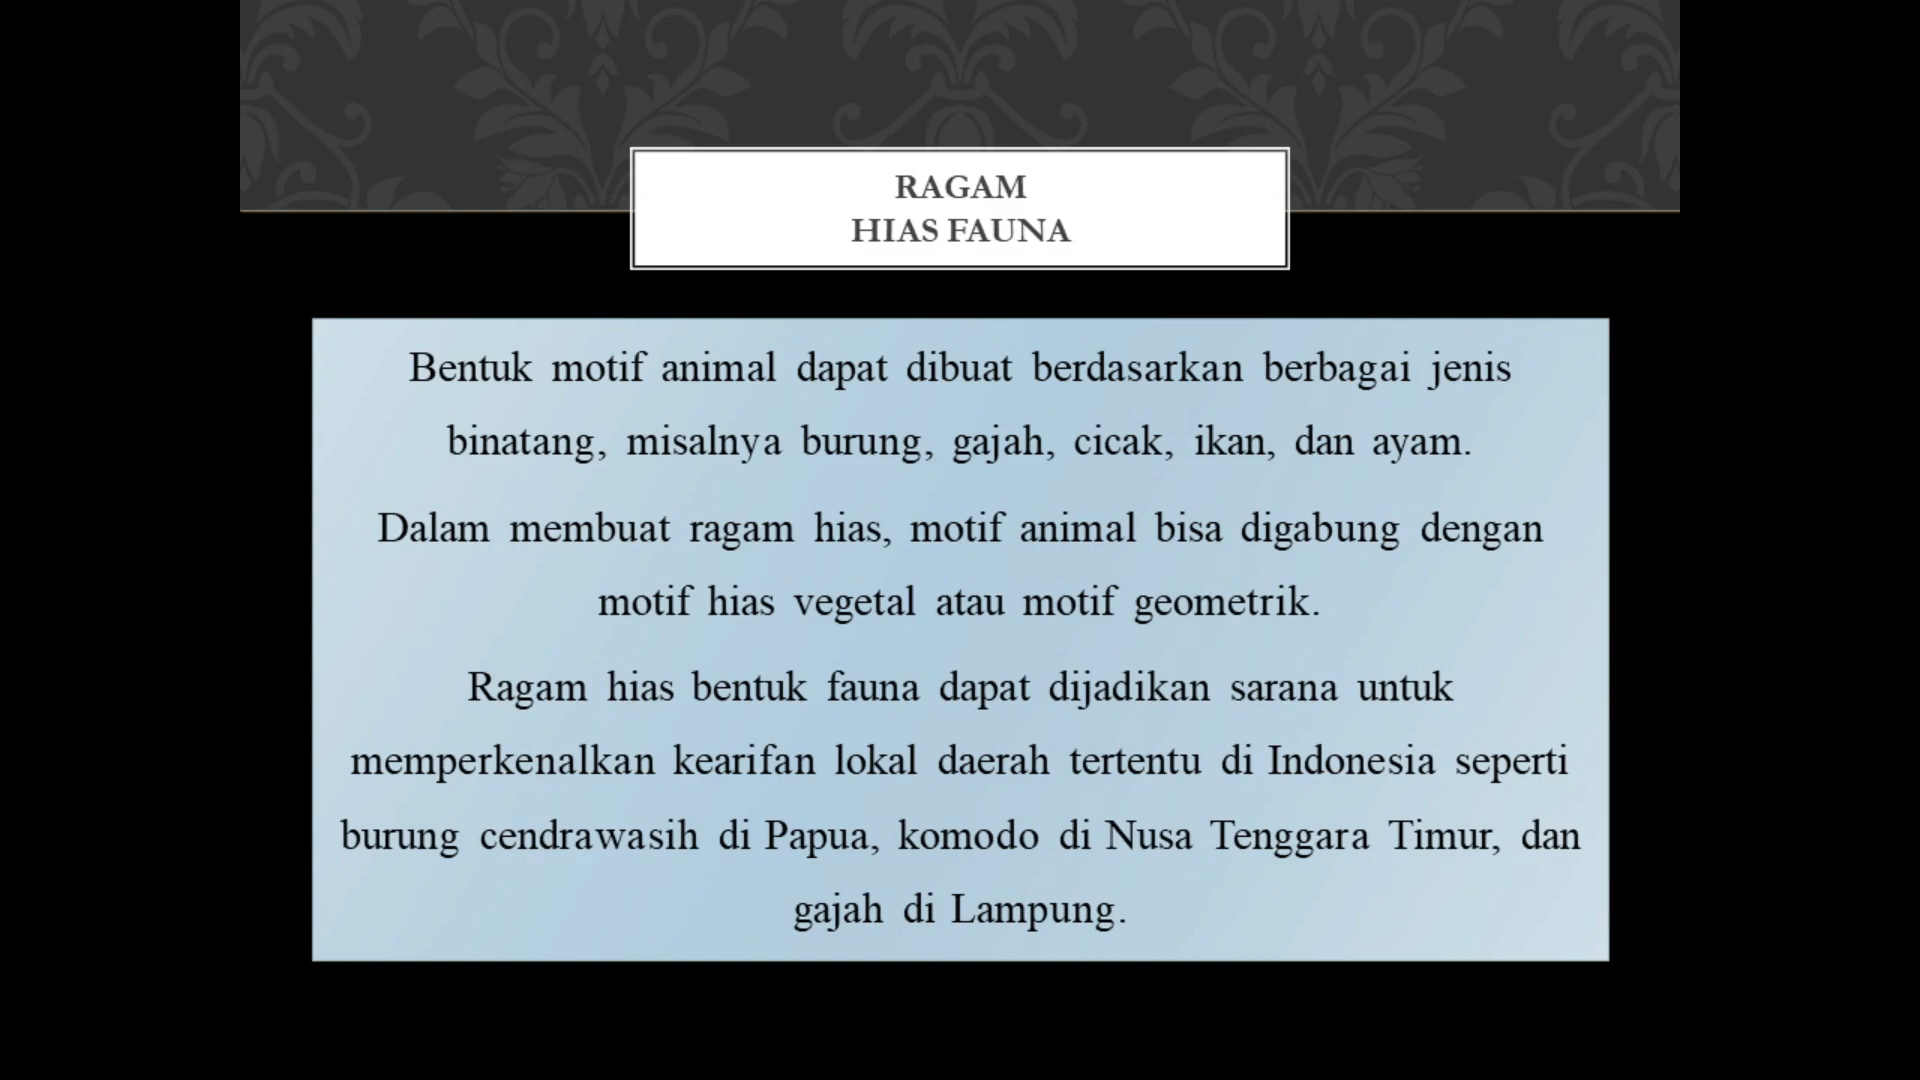 RAGAM
HIAS FAUNA
Bentuk motif animal dapat dibuat berdasarkan berbagai jenis
binatang, misalnya burung, gajah, cicak, ikan, dan ayam.
Dalam membuat ragam hias, motif animal bisa digabung dengan
motif hias vegetal atau motif geometrik.
Ragam hias bentuk fauna dapat dijadikan sarana untuk
memperkenalkan kearifan lokal daerah tertentu di Indonesia seperti
burung cendrawasih di Papua, komodo di Nusa Tenggara Timur, dan
gajah di Lampung.